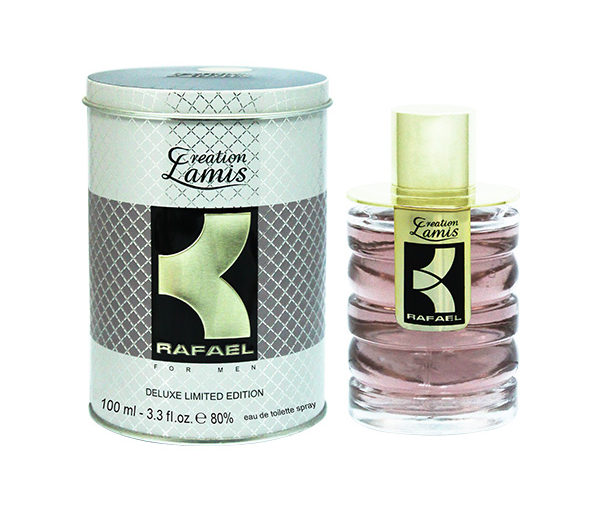 Creation
Lamis
RAFAEL
FOR MEN
DELUXE LIMITED EDITION
100 ml - 3.3 fl.oz. ℮ 80% eau de toilette spray
Creation
Lamis
RAFAEL